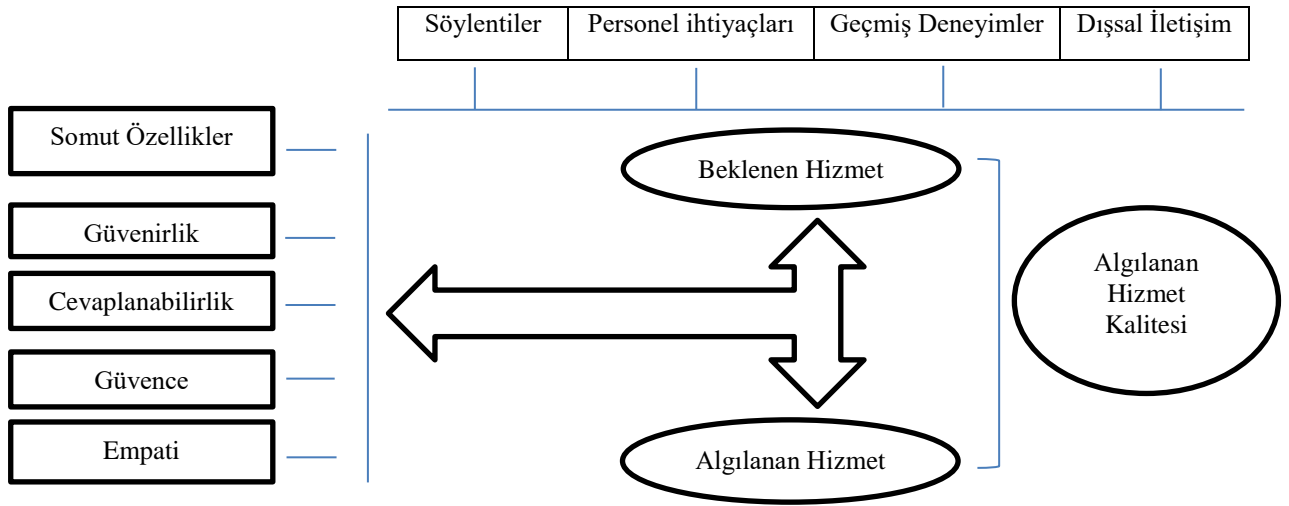 Söylentiler
Personel ihtiyaçları
Geçmiş Deneyimler
Dışsal İletişim
Somut Özellikler
Güvenirlik
Cevaplanabilirlik
Güvence
Empati
Beklenen Hizmet
Algılanan Hizmet
Algılanan
Hizmet
Kalitesi